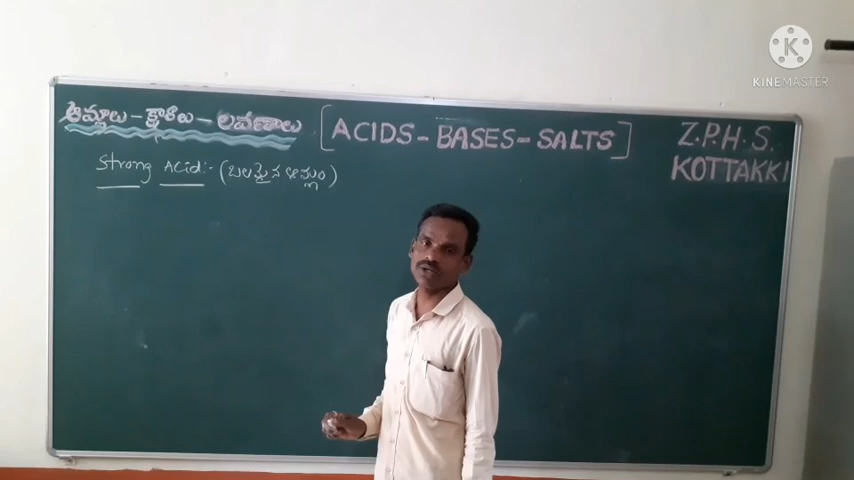 ఆమ్లాలు - క్షారాలు - లవణాలు [ACIDS - BASES - SALTS]
Z.P.H.S.
KOTTAKKI
Strong Acid:- (బలమైన ఆమ్లం)
KINEMASTER